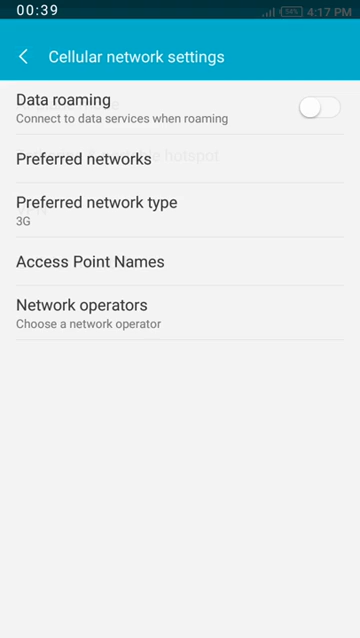 00:39
4:17 PM
Cellular network settings
Data roaming
Connect to data services when roaming
Preferred networks
Preferred network type
3G
Access Point Names
Network operators
Choose a network operator